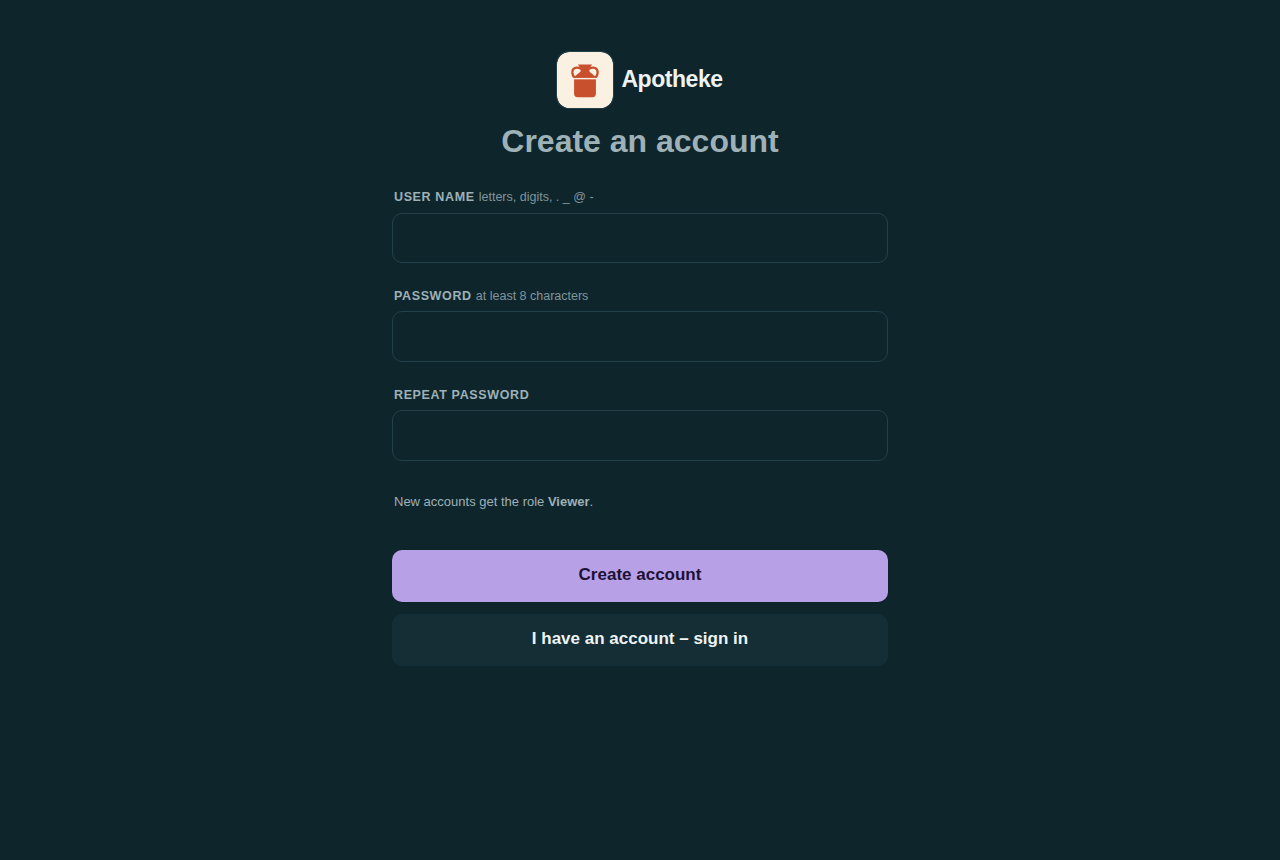 Apotheke
Create an account
USER NAME letters, digits, . _ @ -
PASSWORD at least 8 characters
REPEAT PASSWORD
New accounts get the role Viewer.
Create account
I have an account – sign in